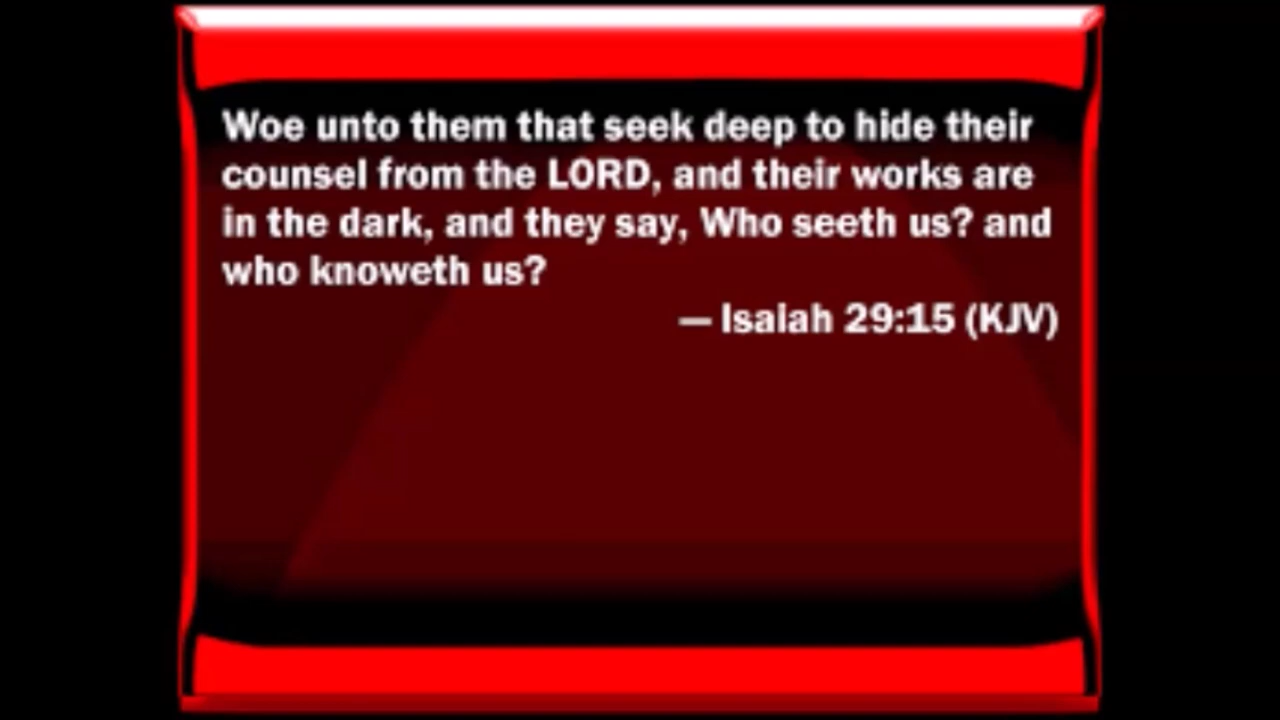 Woe unto them that seek deep to hide their
counsel from the LORD, and their works are
in the dark, and they say, Who seeth us? and
who knoweth us?
— Isaiah 29:15 (KJV)